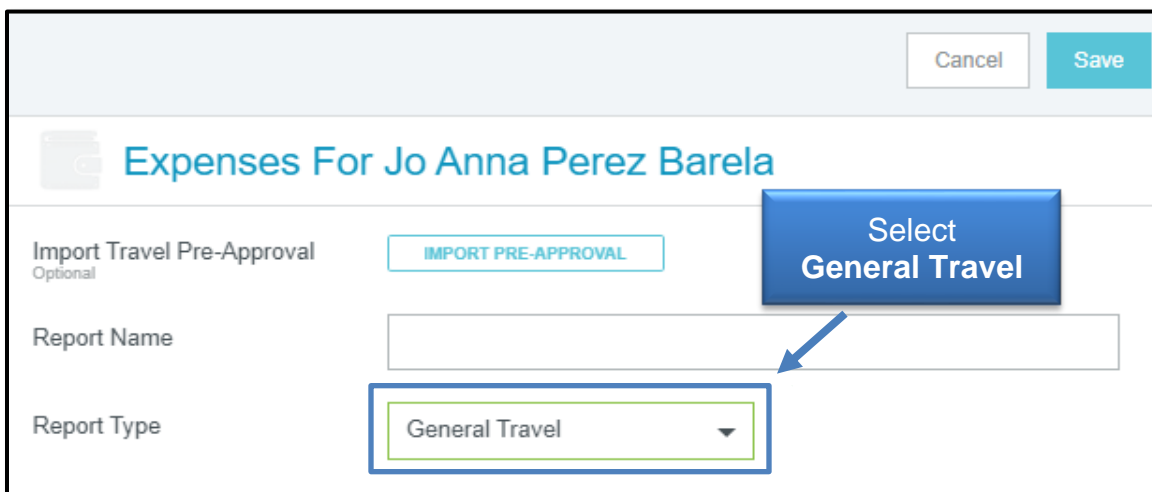 Cancel
Save
Expenses For Jo Anna Perez Barela
Select
General Travel
Import Travel Pre-Approval
Optional
IMPORT PRE-APPROVAL
Report Name
Report Type
General Travel